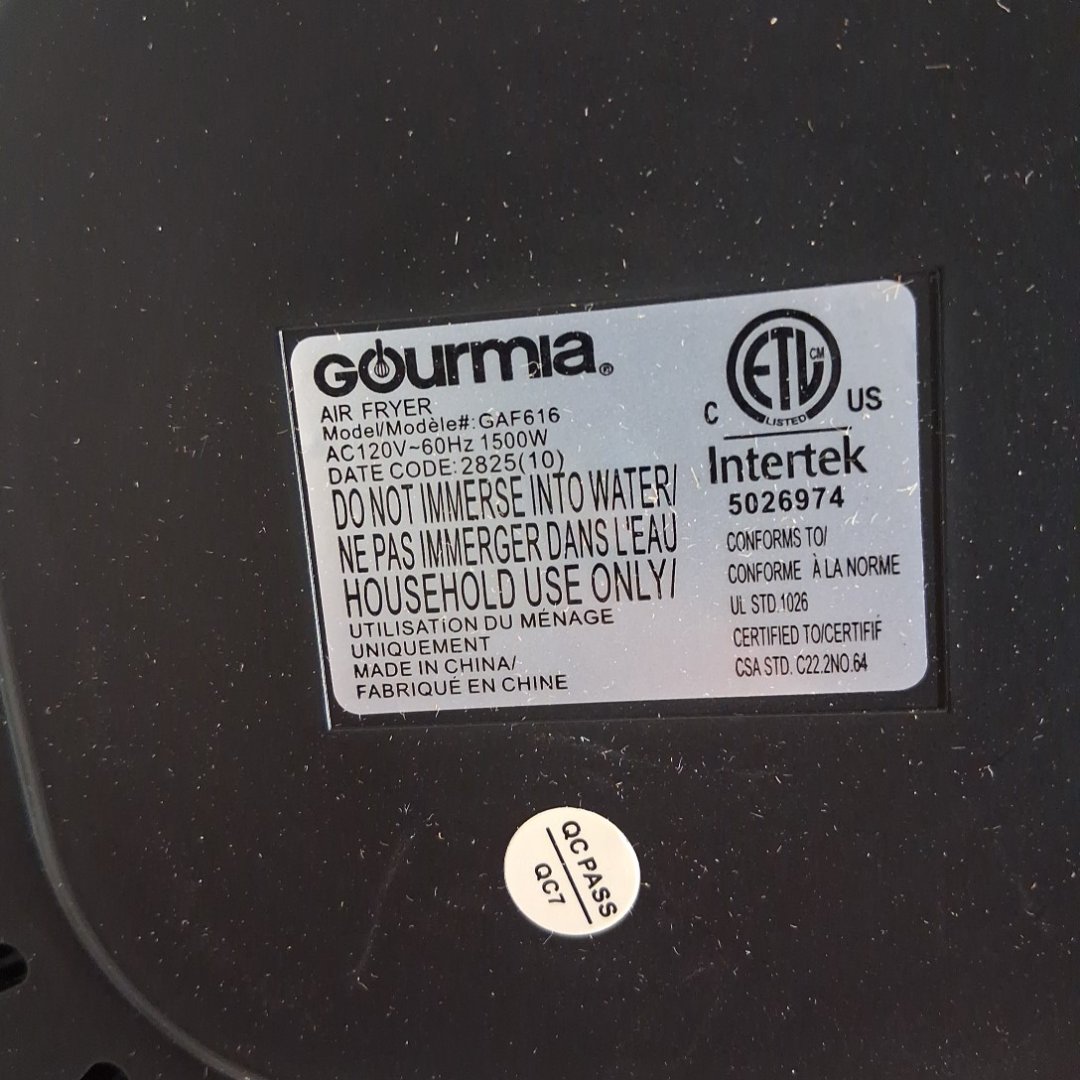 Gourmia®
AIR FRYER
Model/Modèle#: GAF616
AC120V~60Hz 1500W
DATE CODE: 2825(10)
DO NOT IMMERSE INTO WATER/
NE PAS IMMERGER DANS L'EAU
HOUSEHOLD USE ONLY/
UTILISATION DU MÉNAGE
UNIQUEMENT
MADE IN CHINA/
FABRIQUÉ EN CHINE
ETL CM
LISTED
C US
Intertek
5026974
CONFORMS TO/
CONFORME À LA NORME
UL STD.1026
CERTIFIED TO/CERTIFIÉ
CSA STD. C22.2NO.64
QC PASS
QC7